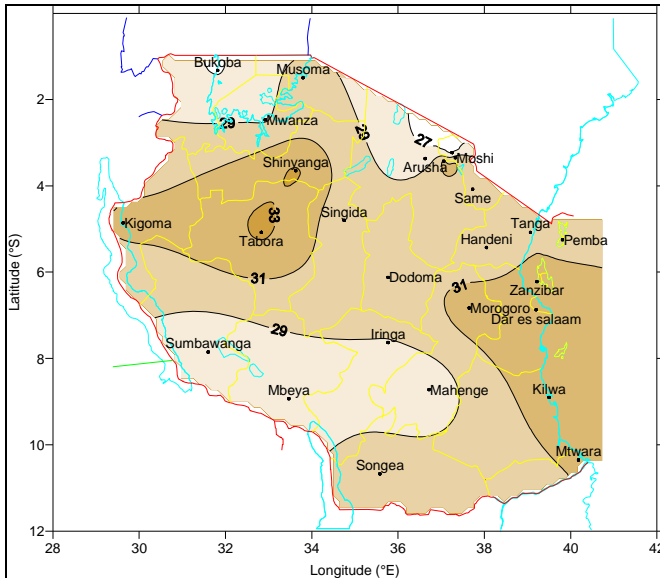 Bukoba
Musoma
2
29
Mwanza
29
27
Moshi
Arusha
Shinyanga
4
Same
Kigoma
33
Singida
Tanga
Tabora
Handeni
Pemba
6
31
Dodoma
31
Zanzibar
Morogoro
Dar es salaam
29
Iringa
Sumbawanga
8
Mbeya
Mahenge
Kilwa
10
Mtwara
Songea
12
28 30 32 34 36 38 40 42
Latitude (°S)
Longitude (°E)